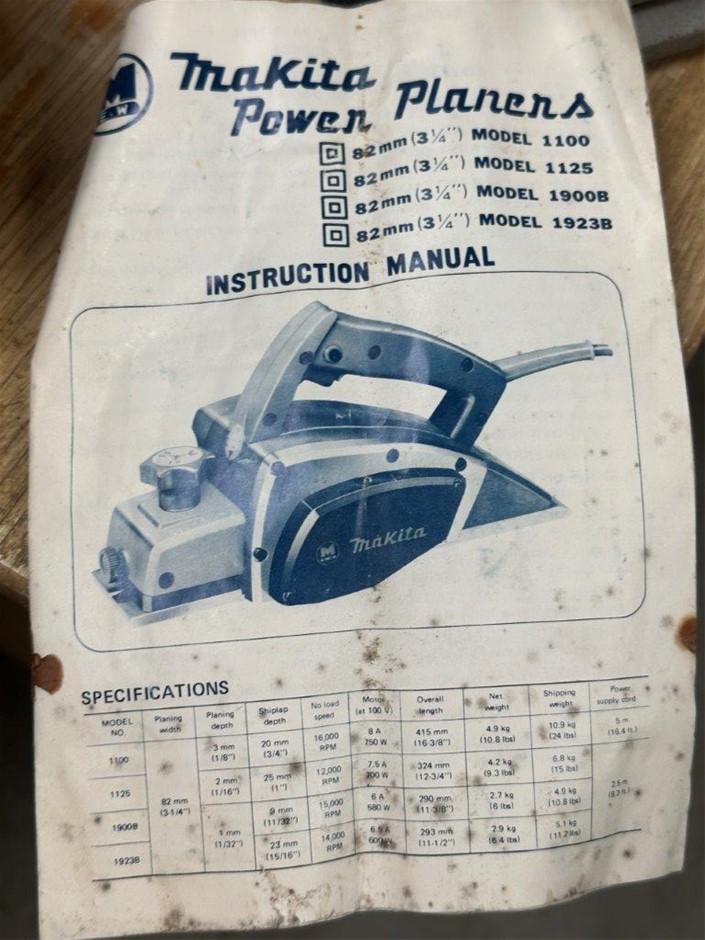 M
Makita
Power Planers
82mm (3¼") MODEL 1100
82mm (3¼") MODEL 1125
82mm (3¼") MODEL 1900B
82mm (3¼") MODEL 1923B
INSTRUCTION MANUAL
M Makita
SPECIFICATIONS
MODEL NO. Planing width Planing depth Shiplap depth No load speed Motor (at 100 V) Overall length Net weight Shipping weight Power supply cord
1100 82 mm (3-1/4") 3 mm (1/8") 20 mm (3/4") 16,000 RPM 8 A 750 W 415 mm (16-3/8") 4.9 kg (10.8 lbs) 10.9 kg (24 lbs) 5 m (16.4 ft.)
1125 2 mm (1/16") 25 mm (1") 12,000 RPM 7.5 A 700 W 324 mm (12-3/4") 4.2 kg (9.3 lbs) 6.8 kg (15 lbs) 2.5 m (8.2 ft.)
1900B 1 mm (1/32") 9 mm (11/32") 15,000 RPM 6 A 580 W 290 mm (11-3/8") 2.7 kg (6 lbs) 4.9 kg (10.8 lbs)
1923B 23 mm (15/16") 14,000 RPM 600 W 293 mm (11-1/2") 2.9 kg (6.4 lbs) 5.1 kg (11.2 lbs)